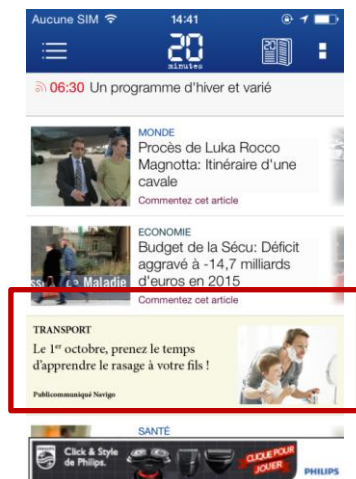 Aucune SIM 14:41
20
minutes
06:30 Un programme d'hiver et varié
MONDE
Procès de Luka Rocco
Magnotta: Itinéraire d'une
cavale
Commentez cet article
ECONOMIE
Budget de la Sécu: Déficit
aggravé à -14,7 milliards
d'euros en 2015
Commentez cet article
Maladie
TRANSPORT
Le 1er octobre, prenez le temps
d'apprendre le rasage à votre fils !
Publicommuniqué Navigo
SANTÉ
PHILIPS
Click & Style
de Philips.
CLIQUE POUR
JOUER
PHILIPS